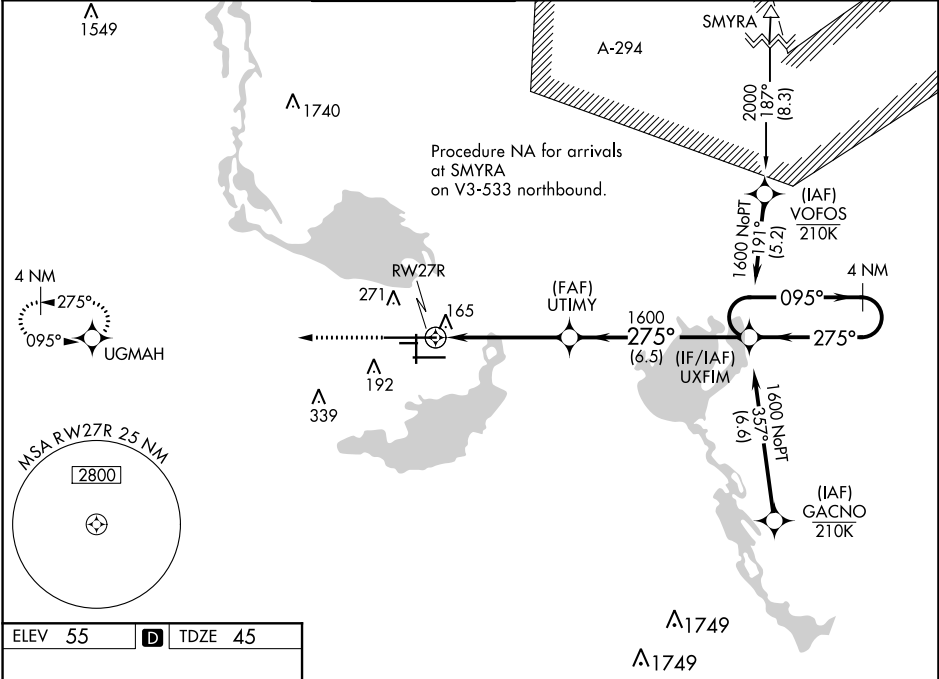 1549
SMYRA
A-294
2000
187°
(8.3)
1740
Procedure NA for arrivals
at SMYRA
on V3-533 northbound.
(IAF)
VOFOS
210K
1600 NoPT
191°
(5.2)
RW27R
4 NM
275°
095°
UGMAH
271
165
(FAF)
UTIMY
4 NM
095°
1600
275°
(6.5)
(IF/IAF)
UXFIM
275°
192
339
1600 NoPT
357°
(6.6)
MSA RW27R 25 NM
2800
(IAF)
GACNO
210K
1749
1749
ELEV 55 D TDZE 45